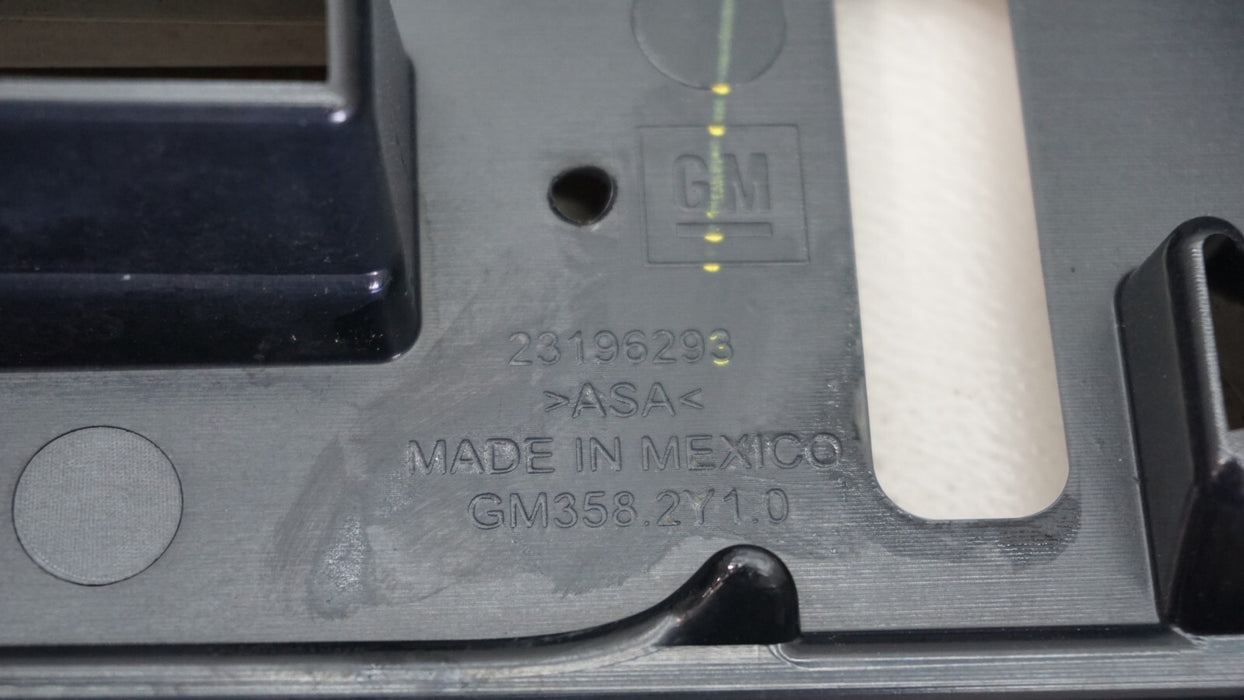 GM
23196293
>ASA<
MADE IN MEXICO
GM358.2Y1.0